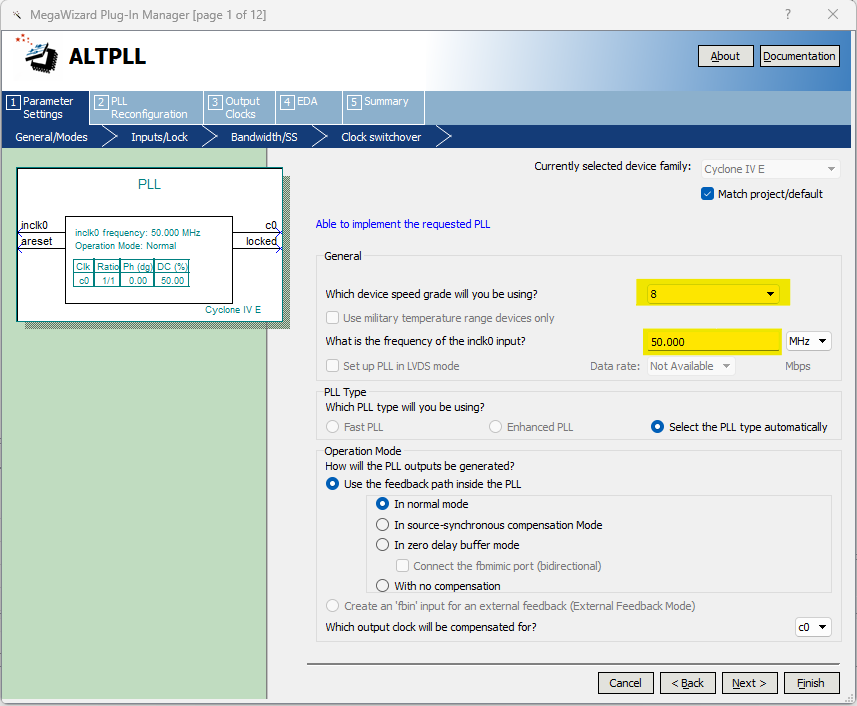 MegaWizard Plug-In Manager [page 1 of 12]
?
ALTPLL
About
Documentation
1 Parameter Settings
2 PLL Reconfiguration
3 Output Clocks
4 EDA
5 Summary
General/Modes
Inputs/Lock
Bandwidth/SS
Clock switchover
PLL
inclk0
areset
c0
locked
inclk0 frequency: 50.000 MHz
Operation Mode: Normal
Clk Ratio Ph (dg) DC (%)
c0 1/1 0.00 50.00
Cyclone IV E
Currently selected device family: Cyclone IV E
Match project/default
Able to implement the requested PLL
General
Which device speed grade will you be using? 8
Use military temperature range devices only
What is the frequency of the inclk0 input? 50.000 MHz
Set up PLL in LVDS mode Data rate: Not Available Mbps
PLL Type
Which PLL type will you be using?
Fast PLL Enhanced PLL Select the PLL type automatically
Operation Mode
How will the PLL outputs be generated?
Use the feedback path inside the PLL
In normal mode
In source-synchronous compensation Mode
In zero delay buffer mode
Connect the fbmimic port (bidirectional)
With no compensation
Create an 'fbin' input for an external feedback (External Feedback Mode)
Which output clock will be compensated for? c0
Cancel < Back Next > Finish